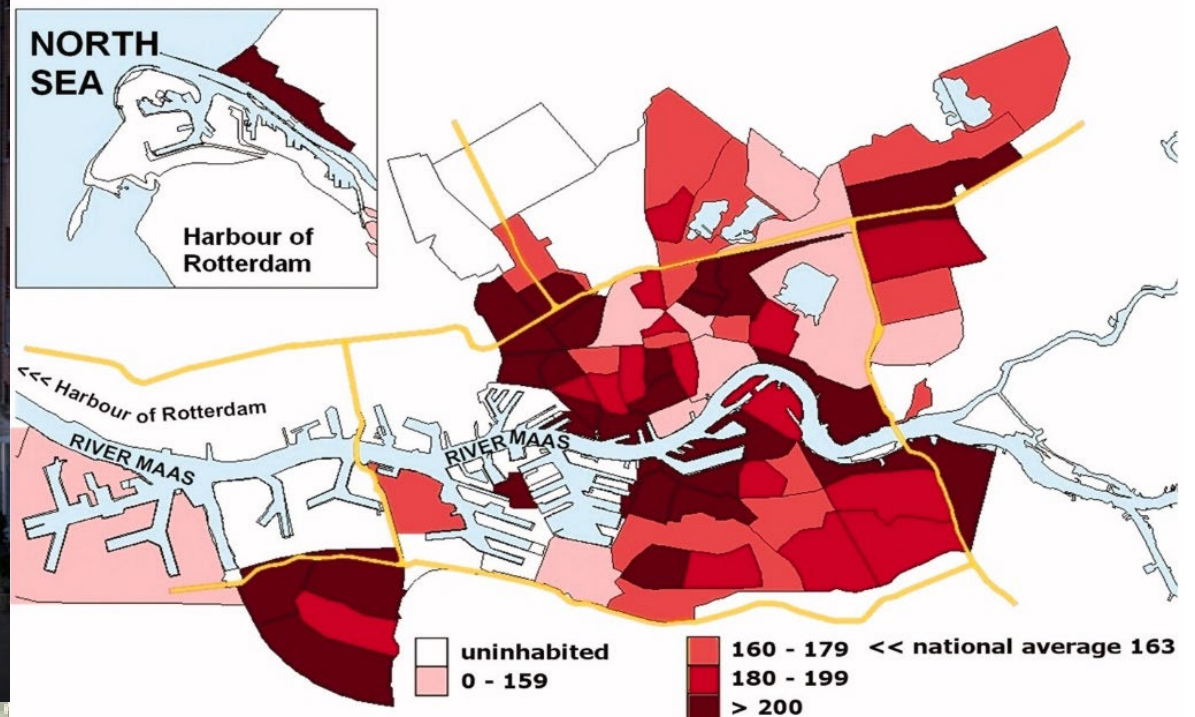 NORTH
SEA
Harbour of
Rotterdam
<<< Harbour of Rotterdam
RIVER MAAS
RIVER MAAS
uninhabited
0 - 159
160 - 179 << national average 163
180 - 199
> 200